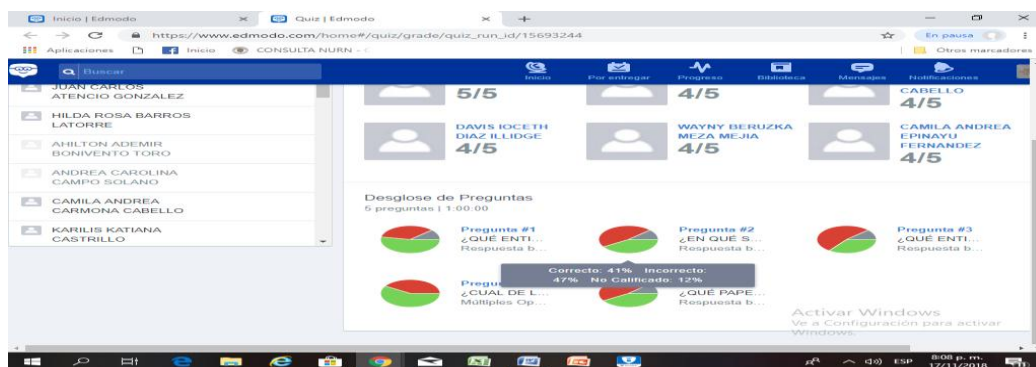 Inicio | Edmodo
Quiz | Edmodo
https://www.edmodo.com/home#/quiz/grade/quiz_run_id/15693244
En pausa
Aplicaciones
Inicio
CONSULTA NURN -
Otros marcadores
Buscar
Inicio
Por entregar
Progreso
Biblioteca
Mensajes
Notificaciones
JUAN CARLOS
ATENCIO GONZALEZ
HILDA ROSA BARROS
LATORRE
AHILTON ADEMIR
BONIVENTO TORO
ANDREA CAROLINA
CAMPO SOLANO
CAMILA ANDREA
CARMONA CABELLO
KARILIS KATIANA
CASTRILLO
5/5
4/5
CABELLO
4/5
DAVIS IOCETH
DIAZ ILLIDGE
4/5
WAYNY BERUZKA
MEZA MEJIA
4/5
CAMILA ANDREA
EPINAYU
FERNANDEZ
4/5
Desglose de Preguntas
5 preguntas | 1:00:00
Pregunta #1
¿QUÉ ENTI...
Respuesta b...
Pregunta #2
¿EN QUÉ S...
Respuesta b...
Pregunta #3
¿QUÉ ENTI...
Respuesta b...
Correcto: 41% Incorrecto:
47% No Calificado: 12%
Pregu
¿CUAL DE L...
Múltiples Op...
¿QUÉ PAPE...
Respuesta b...
Activar Windows
Ve a Configuración para activar
Windows.
ESP
8:08 p. m.
17/11/2018